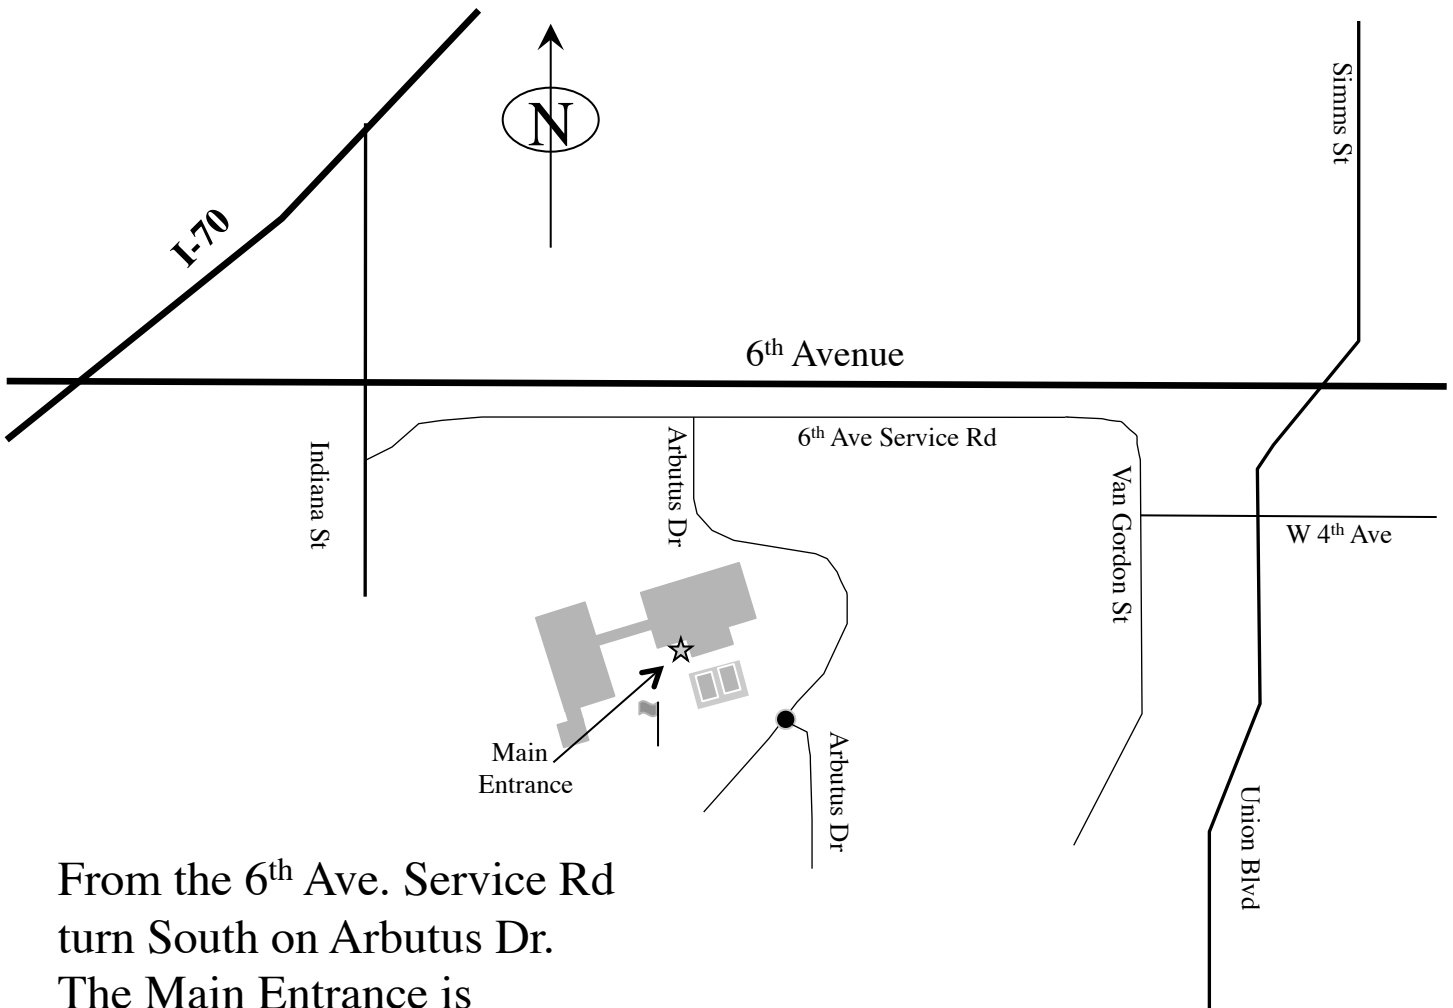 N
Simms St
I-70
6th Avenue
6th Ave Service Rd
Indiana St
Arbutus Dr
Van Gordon St
W 4th Ave
Main
Entrance
Arbutus Dr
Union Blvd
From the 6th Ave. Service Rd
turn South on Arbutus Dr.
The Main Entrance is